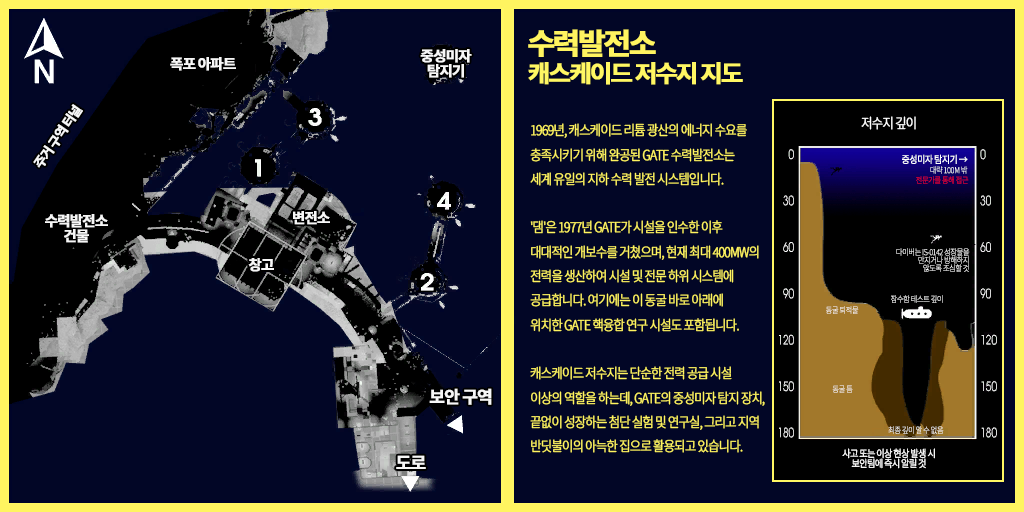 N
폭포 아파트
중성미자
탐지기
주거 구역 터널
3
1
4
2
수력발전소
건물
변전소
창고
보안 구역
도로
수력발전소
캐스케이드 저수지 지도
1969년, 캐스케이드 리튬 광산의 에너지 수요를
충족시키기 위해 완공된 GATE 수력발전소는
세계 유일의 지하 수력 발전 시스템입니다.
'댐'은 1977년 GATE가 시설을 인수한 이후
대대적인 개보수를 거쳤으며, 현재 최대 400MW의
전력을 생산하여 시설 및 전문 하위 시스템에
공급합니다. 여기에는 이 동굴 바로 아래에
위치한 GATE 핵융합 연구 시설도 포함됩니다.
캐스케이드 저수지는 단순한 전력 공급 시설
이상의 역할을 하는데, GATE의 중성미자 탐지 장치,
끝없이 성장하는 첨단 실험 및 연구실, 그리고 지역
반딧불이의 아늑한 집으로 활용되고 있습니다.
저수지 깊이
0
30
60
90
120
150
180
0
30
60
90
120
150
180
중성미자 탐지기 →
대략 100M 밖
전문가를 통해 접근
다이버는 IS-0142 성장물을
만지거나 방해하지
않도록 조심할 것
잠수함 테스트 깊이
동굴 퇴적물
동굴 틈
최종 깊이 알 수 없음
사고 또는 이상 현상 발생 시
보안팀에 즉시 알릴 것